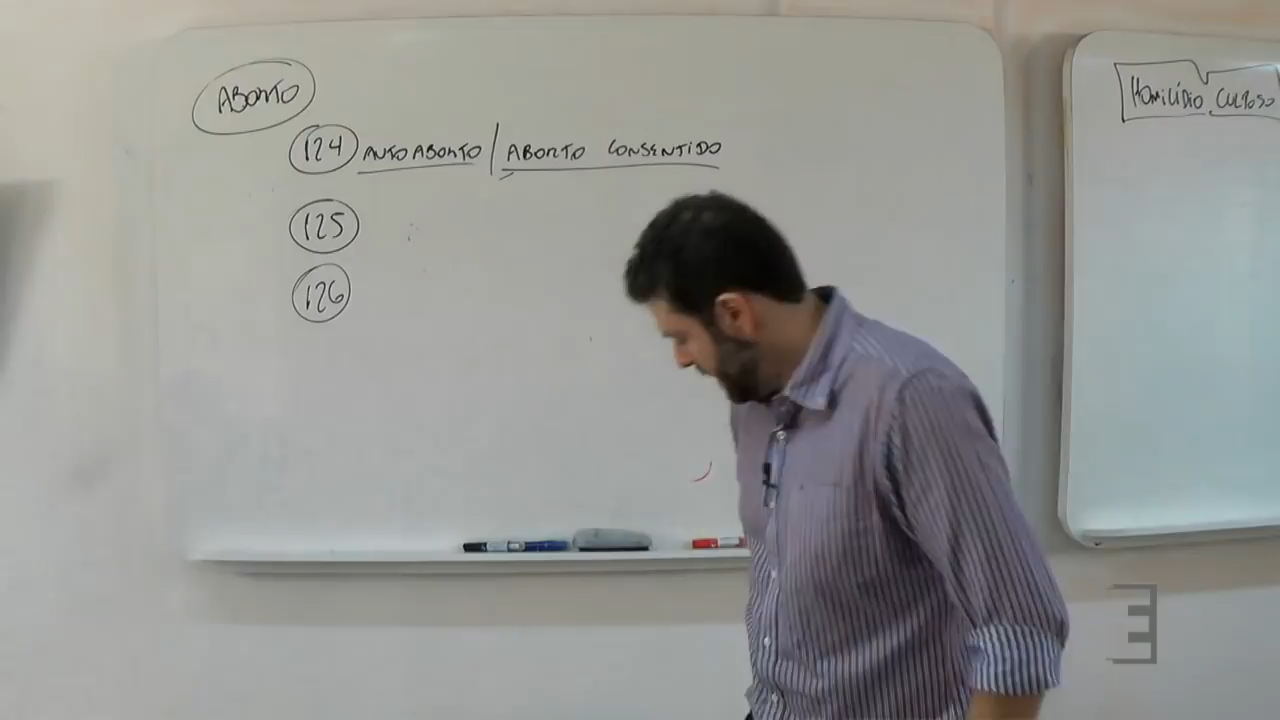 ABORTO
124 AUTOABORTO / ABORTO CONSENTIDO
125
126
HOMICÍDIO CULPOSO